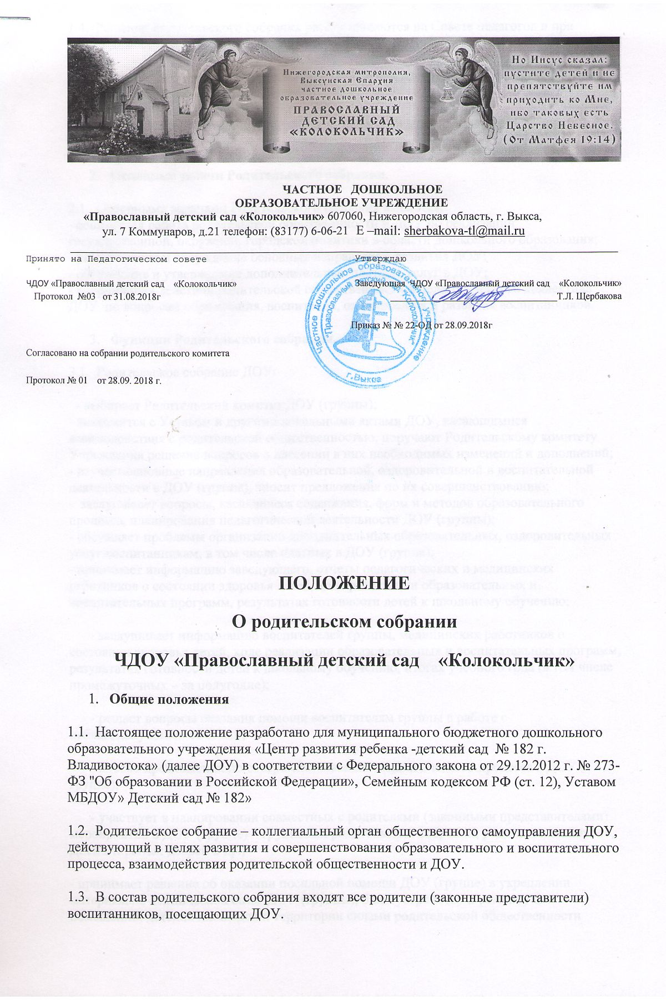 Нижегородская митрополия,
Выксунская Епархия
частное дошкольное
образовательное учреждение
ПРАВОСЛАВНЫЙ
ДЕТСКИЙ САД
«КОЛОКОЛЬЧИК»
Но Иисус сказал:
пустите детей и не
препятствуйте им
приходить ко Мне,
ибо таковых есть
Царство Небесное.
(От Матфея 19:14)
ЧАСТНОЕ ДОШКОЛЬНОЕ
ОБРАЗОВАТЕЛЬНОЕ УЧРЕЖДЕНИЕ
«Православный детский сад «Колокольчик» 607060, Нижегородская область, г. Выкса,
ул. 7 Коммунаров, д.21 телефон: (83177) 6-06-21 Е –mail: sherbakova-tl@mail.ru
Принято на Педагогическом совете
Утверждаю
ЧДОУ «Православный детский сад «Колокольчик»
Заведующая ЧДОУ «Православный детский сад «Колокольчик»
Протокол №03 от 31.08.2018г
Т.Л. Щербакова
Приказ № № 22-ОД от 28.09.2018г
Частное дошкольное образовательное учреждение
"Православный детский сад "Колокольчик"
г.Выкса
Согласовано на собрании родительского комитета
Протокол № 01 от 28.09. 2018 г.
ПОЛОЖЕНИЕ
О родительском собрании
ЧДОУ «Православный детский сад «Колокольчик»
1. Общие положения
1.1. Настоящее положение разработано для муниципального бюджетного дошкольного
образовательного учреждения «Центр развития ребенка -детский сад № 182 г.
Владивостока» (далее ДОУ) в соответствии с Федерального закона от 29.12.2012 г. № 273-
ФЗ "Об образовании в Российской Федерации», Семейным кодексом РФ (ст. 12), Уставом
МБДОУ» Детский сад № 182»
1.2. Родительское собрание – коллегиальный орган общественного самоуправления ДОУ,
действующий в целях развития и совершенствования образовательного и воспитательного
процесса, взаимодействия родительской общественности и ДОУ.
1.3. В состав родительского собрания входят все родители (законные представители)
воспитанников, посещающих ДОУ.